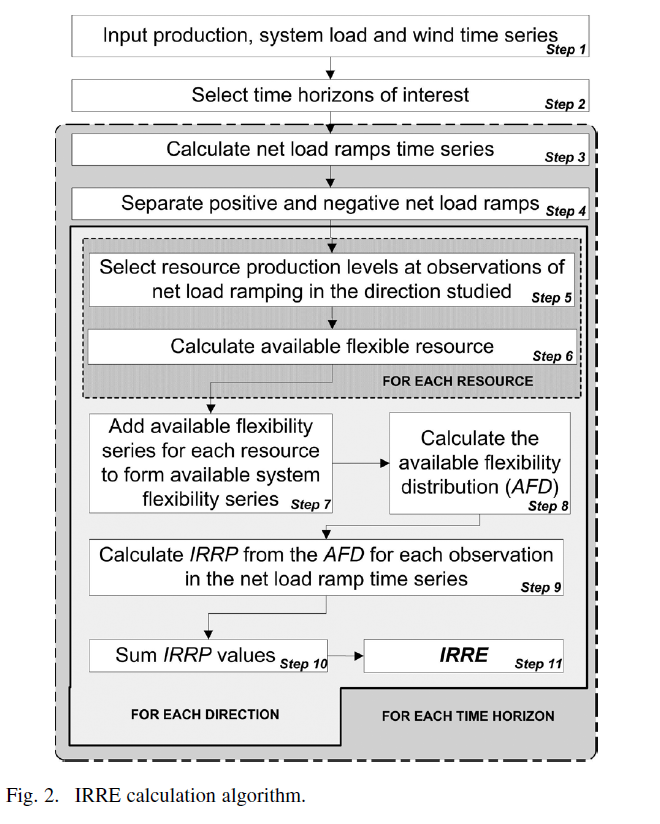 Input production, system load and wind time series
Step 1
Select time horizons of interest
Step 2
Calculate net load ramps time series
Step 3
Separate positive and negative net load ramps
Step 4
Select resource production levels at observations of
net load ramping in the direction studied
Step 5
Calculate available flexible resource
Step 6
FOR EACH RESOURCE
Add available flexibility
series for each resource
to form available system
flexibility series
Step 7
Calculate the
available flexibility
distribution (AFD)
Step 8
Calculate IRRP from the AFD for each observation
in the net load ramp time series
Step 9
Sum IRRP values
Step 10
IRRE
Step 11
FOR EACH DIRECTION
FOR EACH TIME HORIZON
Fig. 2. IRRE calculation algorithm.